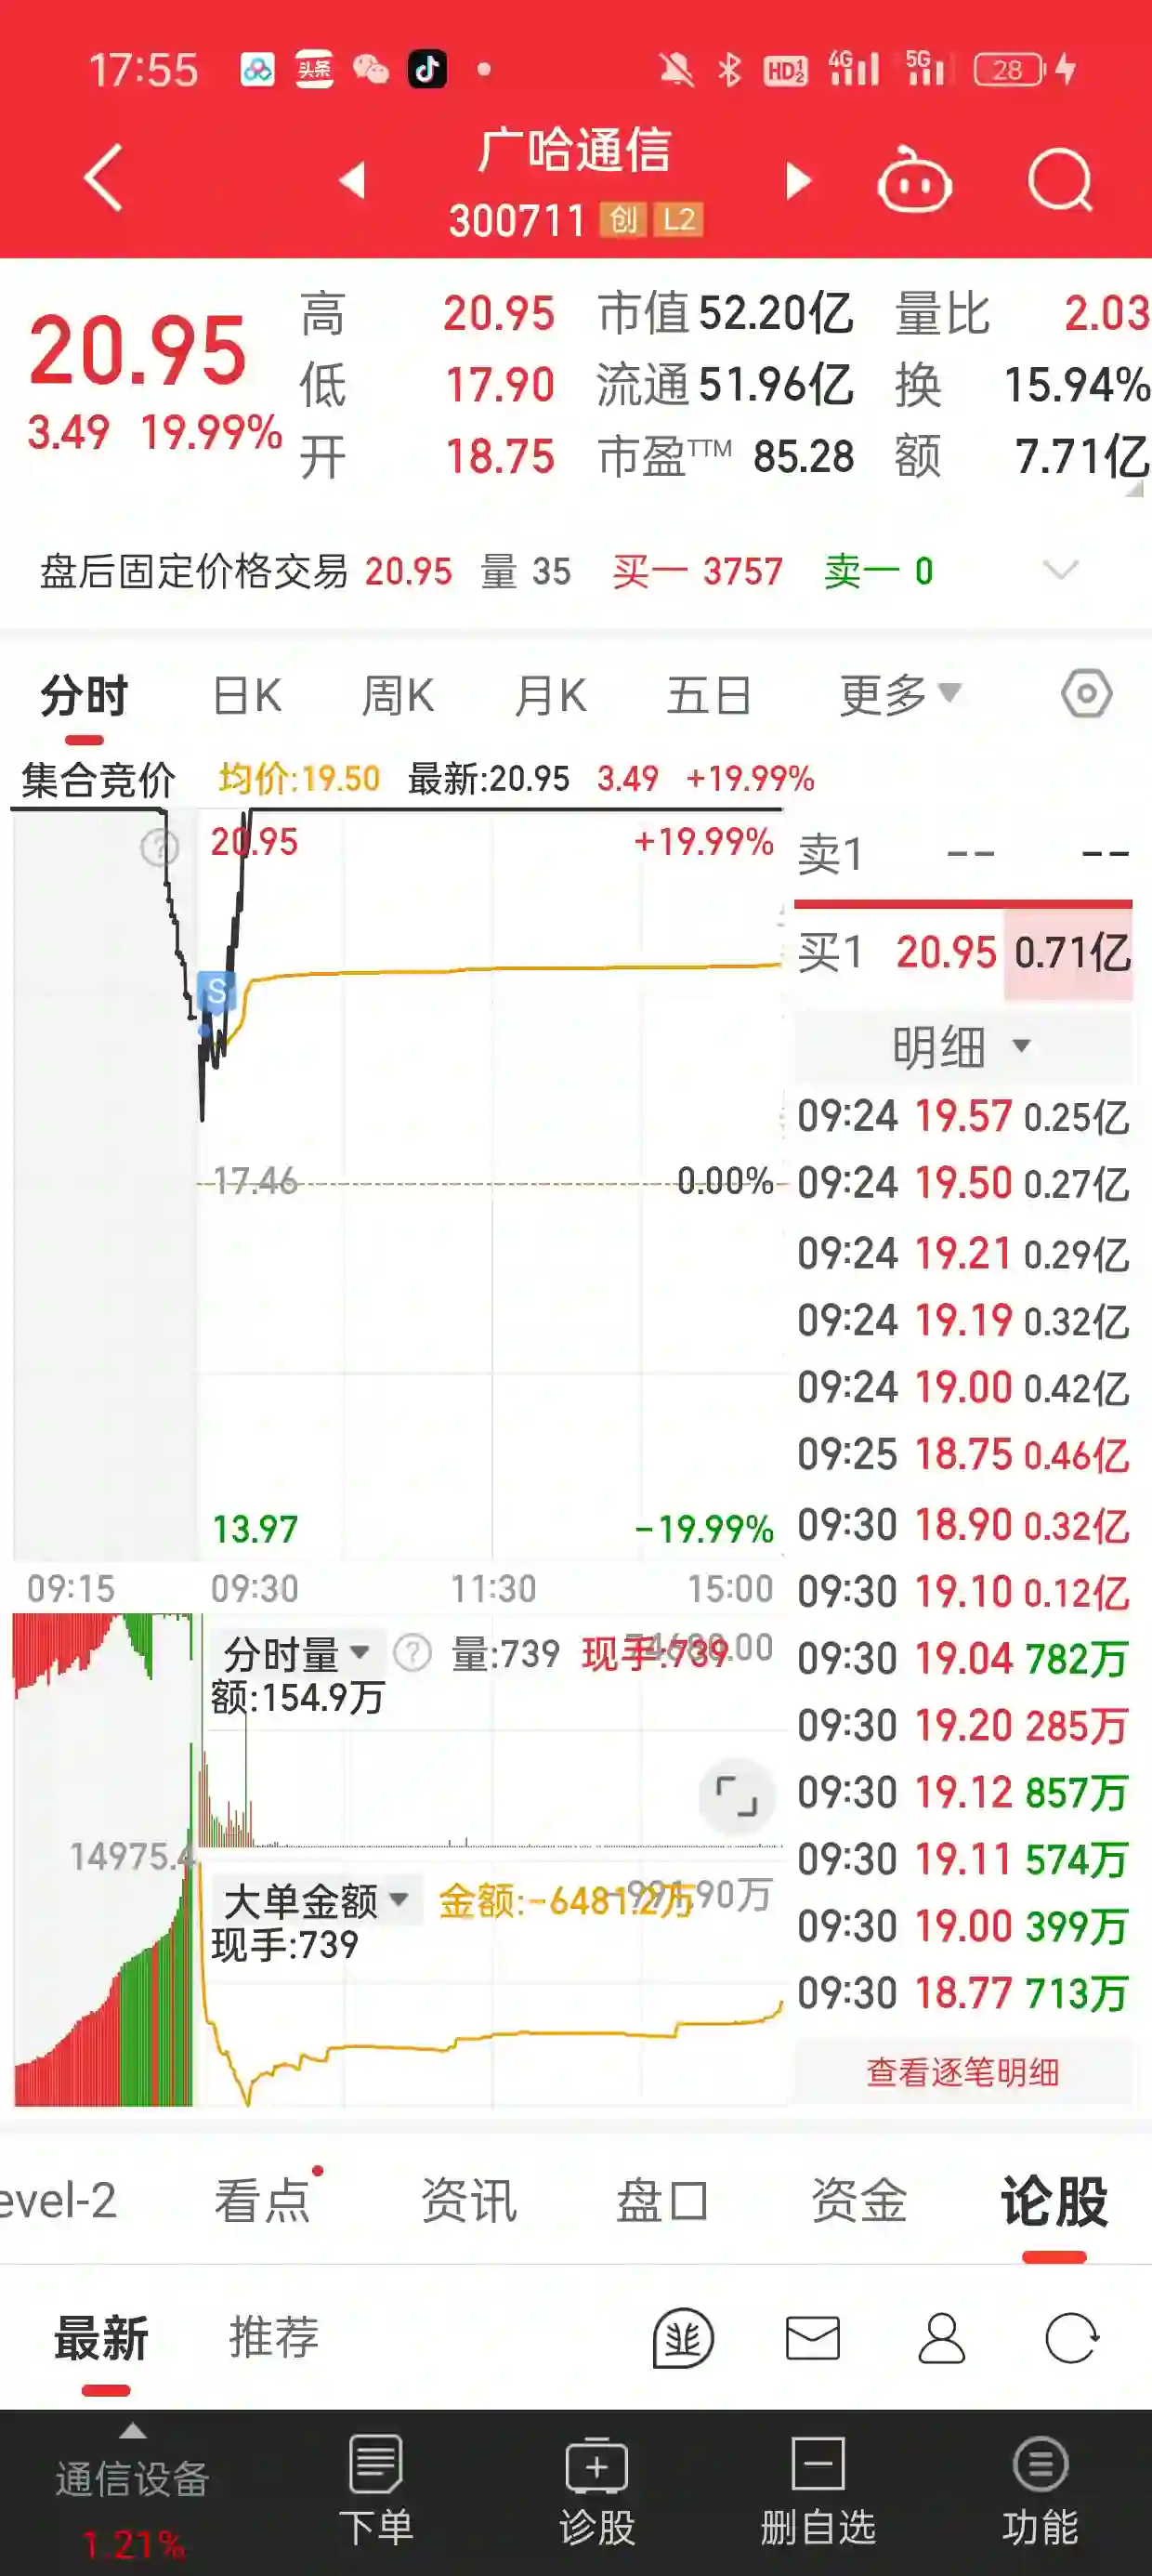 17:55 头条 HD 4G 5G 28
广哈通信
300711 创 L2
20.95
3.49 19.99%
高 20.95 市值 52.20亿 量比 2.03
低 17.90 流通 51.96亿 换 15.94%
开 18.75 市盈TTM 85.28 额 7.71亿
盘后固定价格交易 20.95 量 35 买一 3757 卖一 0
分时 日K 周K 月K 五日 更多
集合竞价 均价:19.50 最新:20.95 3.49 +19.99%
20.95 +19.99%
S
17.46 0.00%
13.97 -19.99%
09:15 09:30 11:30 15:00
卖1 -- --
买1 20.95 0.71亿
明细
09:24 19.57 0.25亿
09:24 19.50 0.27亿
09:24 19.21 0.29亿
09:24 19.19 0.32亿
09:24 19.00 0.42亿
09:25 18.75 0.46亿
09:30 18.90 0.32亿
09:30 19.10 0.12亿
09:30 19.04 782万
09:30 19.20 285万
09:30 19.12 857万
09:30 19.11 574万
09:30 19.00 399万
09:30 18.77 713万
查看逐笔明细
分时量 ? 量:739 现手:739
额:154.9万
14975.4
大单金额 金额:-6481.2万
现手:739
evel-2 看点 资讯 盘口 资金 论股
最新 推荐
通信设备
1.21%
下单 诊股 删自选 功能